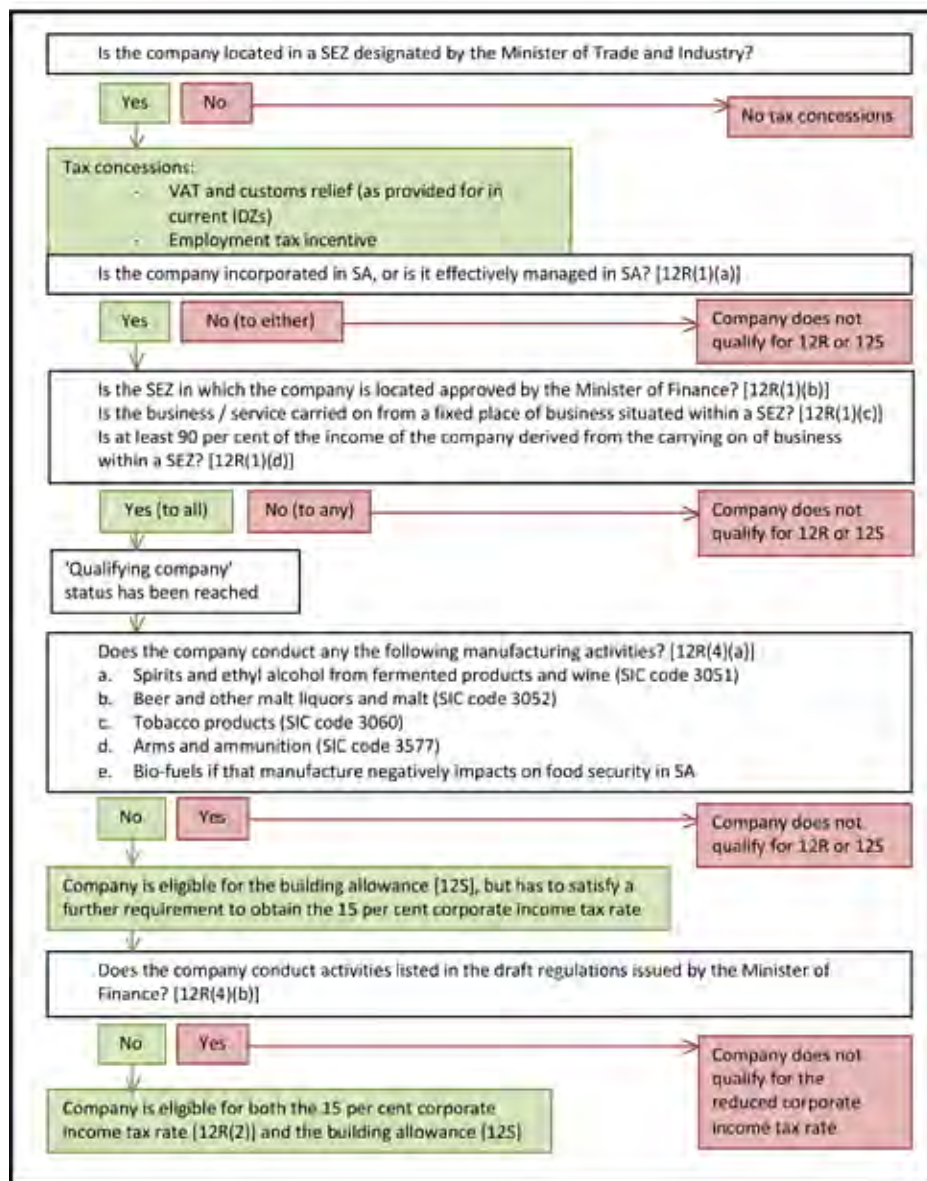 Is the company located in a SEZ designated by the Minister of Trade and Industry?
Yes
No
No tax concessions
Tax concessions:
- VAT and customs relief (as provided for in
current IDZs)
- Employment tax incentive
Is the company incorporated in SA, or is it effectively managed in SA? [12R(1)(a)]
Yes
No (to either)
Company does not
qualify for 12R or 12S
Is the SEZ in which the company is located approved by the Minister of Finance? [12R(1)(b)]
Is the business / service carried on from a fixed place of business situated within a SEZ? [12R(1)(c)]
Is at least 90 per cent of the income of the company derived from the carrying on of business
within a SEZ? [12R(1)(d)]
Yes (to all)
No (to any)
Company does not
qualify for 12R or 12S
'Qualifying company'
status has been reached
Does the company conduct any the following manufacturing activities? [12R(4)(a)]
a. Spirits and ethyl alcohol from fermented products and wine (SIC code 3051)
b. Beer and other malt liquors and malt (SIC code 3052)
c. Tobacco products (SIC code 3060)
d. Arms and ammunition (SIC code 3577)
e. Bio-fuels if that manufacture negatively impacts on food security in SA
No
Yes
Company does not
qualify for 12R or 12S
Company is eligible for the building allowance [12S], but has to satisfy a
further requirement to obtain the 15 per cent corporate income tax rate
Does the company conduct activities listed in the draft regulations issued by the Minister of
Finance? [12R(4)(b)]
No
Yes
Company does not
qualify for the
reduced corporate
income tax rate
Company is eligible for both the 15 per cent corporate
income tax rate (12R(2)) and the building allowance (12S)